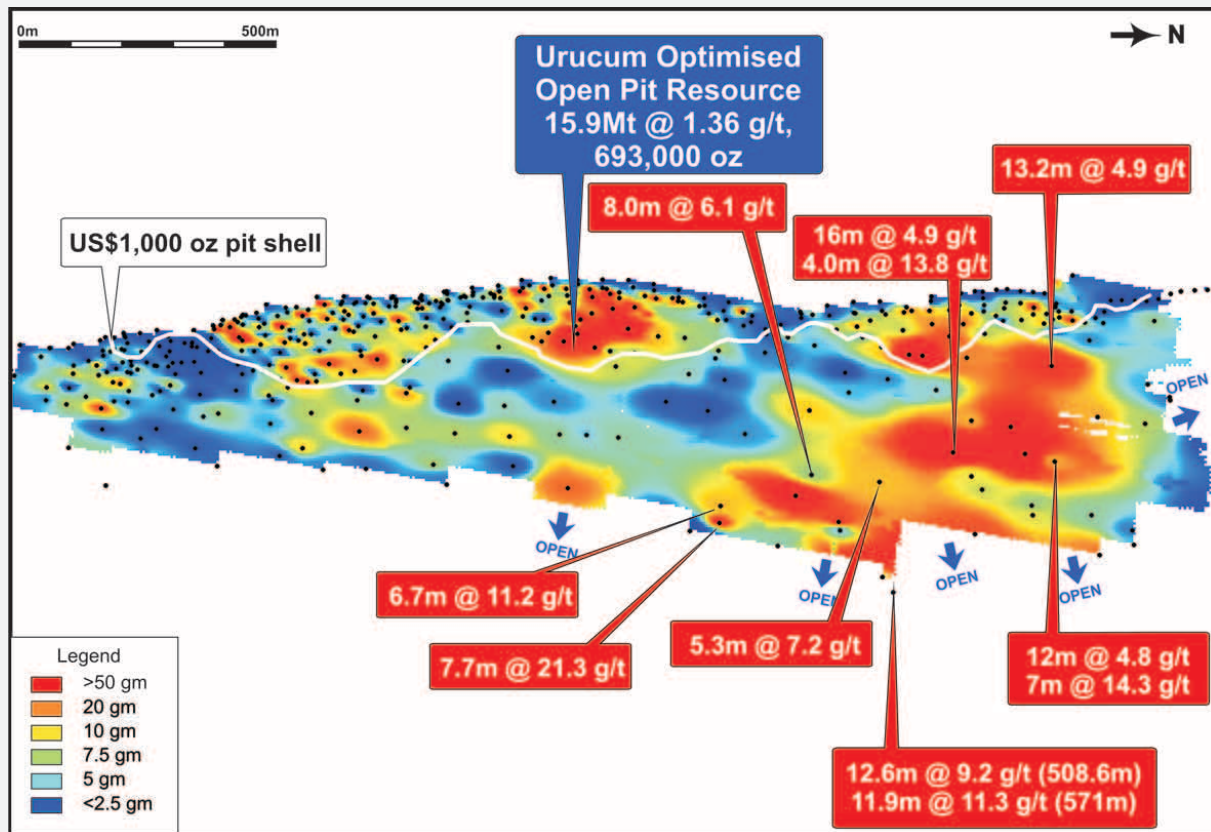 0m
500m
N
Urucum Optimised
Open Pit Resource
15.9Mt @ 1.36 g/t,
693,000 oz
13.2m @ 4.9 g/t
8.0m @ 6.1 g/t
16m @ 4.9 g/t
4.0m @ 13.8 g/t
US$1,000 oz pit shell
OPEN
OPEN
OPEN
OPEN
OPEN
6.7m @ 11.2 g/t
5.3m @ 7.2 g/t
7.7m @ 21.3 g/t
12m @ 4.8 g/t
7m @ 14.3 g/t
12.6m @ 9.2 g/t (508.6m)
11.9m @ 11.3 g/t (571m)
Legend
>50 gm
20 gm
10 gm
7.5 gm
5 gm
<2.5 gm